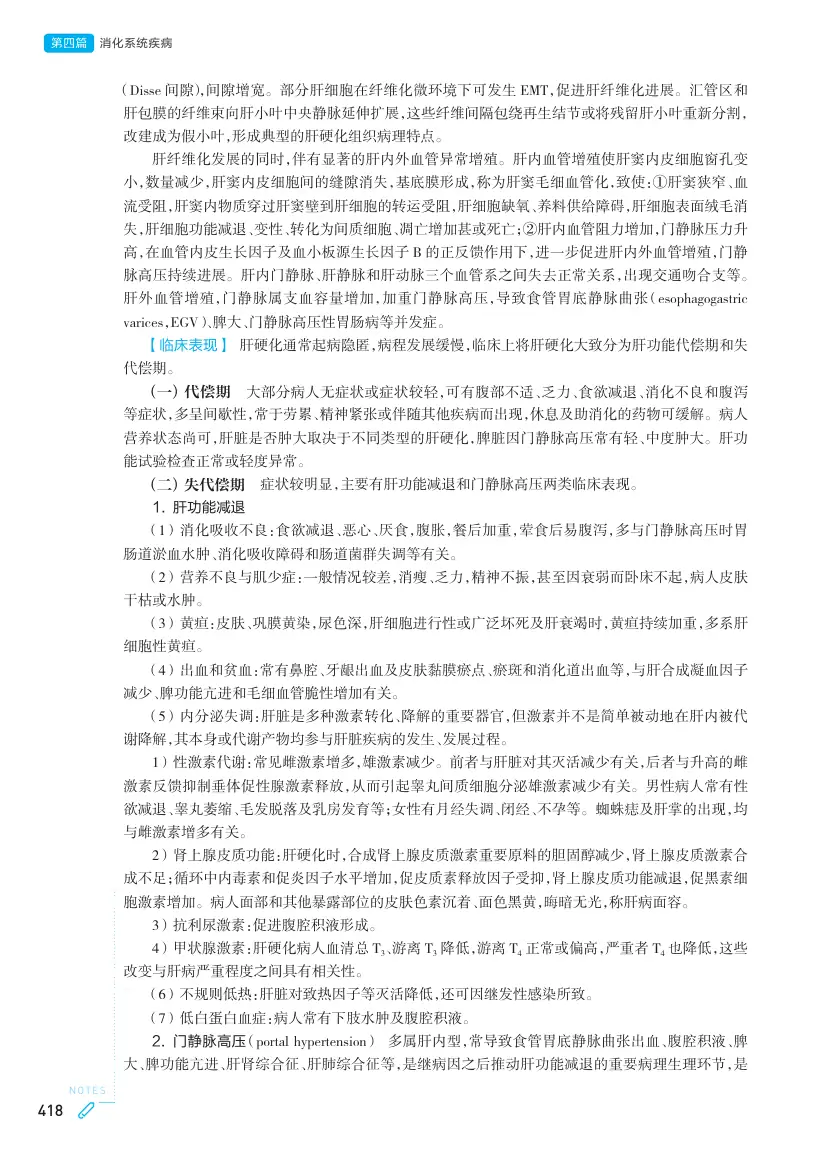 第四篇 消化系统疾病
（Disse 间隙），间隙增宽。部分肝细胞在纤维化微环境下可发生 EMT，促进肝纤维化进展。汇管区和
肝包膜的纤维束向肝小叶中央静脉延伸扩展，这些纤维间隔包绕再生结节或将残留肝小叶重新分割，
改建成为假小叶，形成典型的肝硬化组织病理特点。
肝纤维化发展的同时，伴有显著的肝内外血管异常增殖。肝内血管增殖使肝窦内皮细胞窗孔变
小，数量减少，肝窦内皮细胞间的缝隙消失，基底膜形成，称为肝窦毛细血管化，致使：①肝窦狭窄、血
流受阻，肝窦内物质穿过肝窦壁到肝细胞的转运受阻，肝细胞缺氧、养料供给障碍，肝细胞表面绒毛消
失，肝细胞功能减退、变性、转化为间质细胞、凋亡增加甚或死亡；②肝内血管阻力增加，门静脉压力升
高，在血管内皮生长因子及血小板源生长因子 B 的正反馈作用下，进一步促进肝内外血管增殖，门静
脉高压持续进展。肝内门静脉、肝静脉和肝动脉三个血管系之间失去正常关系，出现交通吻合支等。
肝外血管增殖，门静脉属支血容量增加，加重门静脉高压，导致食管胃底静脉曲张（esophagogastric
varices，EGV）、脾大、门静脉高压性胃肠病等并发症。
【临床表现】 肝硬化通常起病隐匿，病程发展缓慢，临床上将肝硬化大致分为肝功能代偿期和失
代偿期。
（一）代偿期 大部分病人无症状或症状较轻，可有腹部不适、乏力、食欲减退、消化不良和腹泻
等症状，多呈间歇性，常于劳累、精神紧张或伴随其他疾病而出现，休息及助消化的药物可缓解。病人
营养状态尚可，肝脏是否肿大取决于不同类型的肝硬化，脾脏因门静脉高压常有轻、中度肿大。肝功
能试验检查正常或轻度异常。
（二）失代偿期 症状较明显，主要有肝功能减退和门静脉高压两类临床表现。
1. 肝功能减退
（1）消化吸收不良：食欲减退、恶心、厌食，腹胀，餐后加重，荤食后易腹泻，多与门静脉高压时胃
肠道淤血水肿、消化吸收障碍和肠道菌群失调等有关。
（2）营养不良与肌少症：一般情况较差，消瘦、乏力，精神不振，甚至因衰弱而卧床不起，病人皮肤
干枯或水肿。
（3）黄疸：皮肤、巩膜黄染，尿色深，肝细胞进行性或广泛坏死及肝衰竭时，黄疸持续加重，多系肝
细胞性黄疸。
（4）出血和贫血：常有鼻腔、牙龈出血及皮肤黏膜瘀点、瘀斑和消化道出血等，与肝合成凝血因子
减少、脾功能亢进和毛细血管脆性增加有关。
（5）内分泌失调：肝脏是多种激素转化、降解的重要器官，但激素并不是简单被动地在肝内被代
谢降解，其本身或代谢产物均参与肝脏疾病的发生、发展过程。
1）性激素代谢：常见雌激素增多，雄激素减少。前者与肝脏对其灭活减少有关，后者与升高的雌
激素反馈抑制垂体促性腺激素释放，从而引起睾丸间质细胞分泌雄激素减少有关。男性病人常有性
欲减退、睾丸萎缩、毛发脱落及乳房发育等；女性有月经失调、闭经、不孕等。蜘蛛痣及肝掌的出现，均
与雌激素增多有关。
2）肾上腺皮质功能：肝硬化时，合成肾上腺皮质激素重要原料的胆固醇减少，肾上腺皮质激素合
成不足；循环中内毒素和促炎因子水平增加，促皮质素释放因子受抑，肾上腺皮质功能减退，促黑素细
胞激素增加。病人面部和其他暴露部位的皮肤色素沉着、面色黑黄，晦暗无光，称肝病面容。
3）抗利尿激素：促进腹腔积液形成。
4）甲状腺激素：肝硬化病人血清总 T₃、游离 T₃ 降低，游离 T₄ 正常或偏高，严重者 T₄ 也降低，这些
改变与肝病严重程度之间具有相关性。
（6）不规则低热：肝脏对致热因子等灭活降低，还可因继发性感染所致。
（7）低白蛋白血症：病人常有下肢水肿及腹腔积液。
2. 门静脉高压（portal hypertension） 多属肝内型，常导致食管胃底静脉曲张出血、腹腔积液、脾
大、脾功能亢进、肝肾综合征、肝肺综合征等，是继病因之后推动肝功能减退的重要病理生理环节，是
NOTES
418